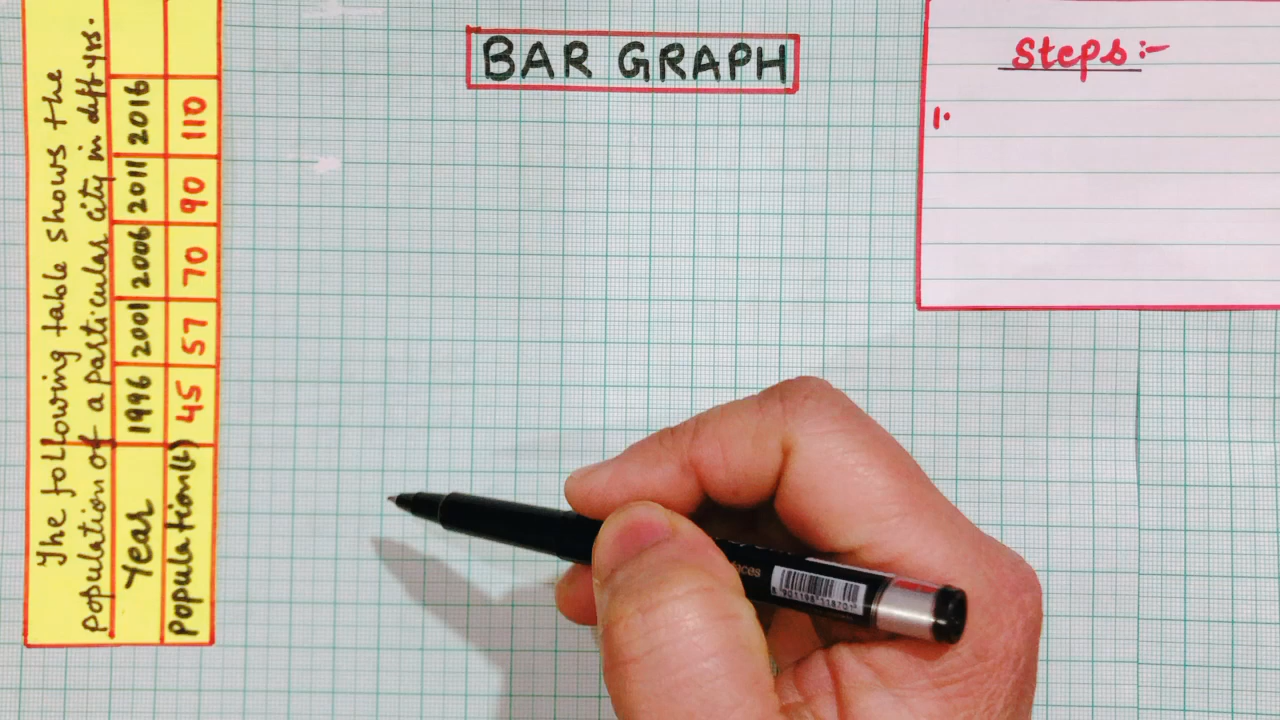 BAR GRAPH
Steps :-
1.
The following table shows the
population of a particular city in diff yrs.
Year 1996 2001 2006 2011 2016
Population(L) 45 57 70 90 110
faces